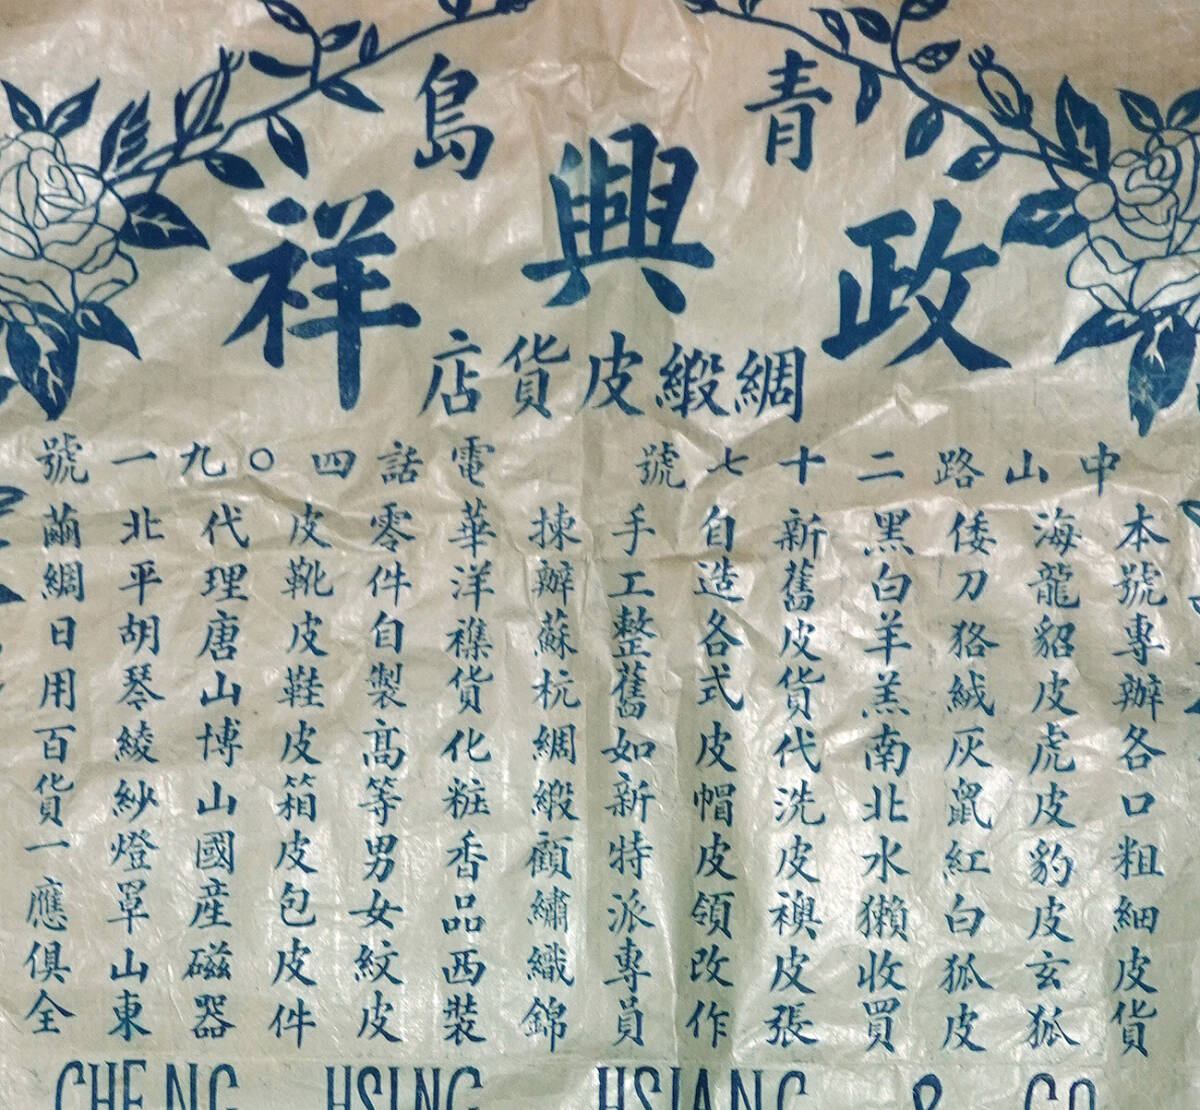 青島
政興祥
綢緞皮貨店
中山路二十七號
電話四〇九一號
本號專辦各口粗細皮貨
海龍貂皮虎皮豹皮玄狐
倭刀狢絨灰鼠紅白狐皮
黑白羊羔南北水獺收買
新舊皮貨代洗皮襖皮張
自造各式皮帽皮領改作
手工整舊如新特派專員
揀辦蘇杭綢緞顧繡織錦
華洋襍貨化粧香品西裝
零件自製高等男女紋皮
皮靴皮鞋皮箱皮包皮件
代理唐山博山國產磁器
北平胡琴綾紗燈罩山東
繭綢日用百貨一應俱全
CHENG HSING HSIANG & CO